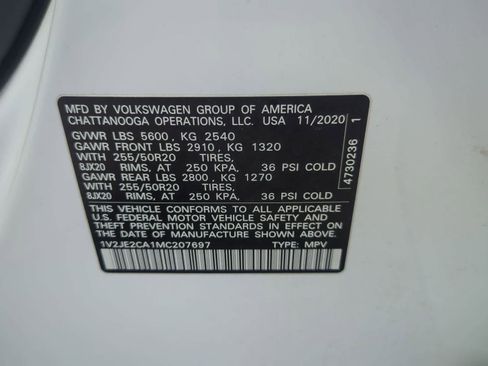 MFD BY VOLKSWAGEN GROUP OF AMERICA
CHATTANOOGA OPERATIONS, LLC. USA 11/2020
GVWR LBS 5600, KG 2540
GAWR FRONT LBS 2910, KG 1320
WITH 255/50R20 TIRES,
8JX20 RIMS, AT 250 KPA, 36 PSI COLD
GAWR REAR LBS 2800, KG 1270
WITH 255/50R20 TIRES,
8JX20 RIMS, AT 250 KPA, 36 PSI COLD
THIS VEHICLE CONFORMS TO ALL APPLICABLE
U.S. FEDERAL MOTOR VEHICLE SAFETY AND
THEFT PREVENTION STANDARDS IN EFFECT ON
THE DATE OF MANUFACTURE SHOWN ABOVE.
1V2JE2CA1MC207697 TYPE: MPV
4730236 1